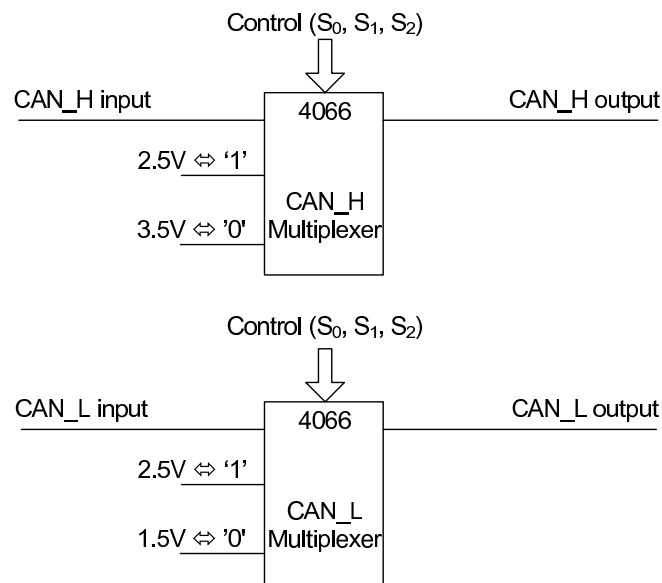 Control (S₀, S₁, S₂)
CAN_H input
4066
CAN_H output
2.5V ⇔ ‘1’
CAN_H
Multiplexer
3.5V ⇔ '0'
Control (S₀, S₁, S₂)
CAN_L input
4066
CAN_L output
2.5V ⇔ ‘1’
CAN_L
Multiplexer
1.5V ⇔ '0'